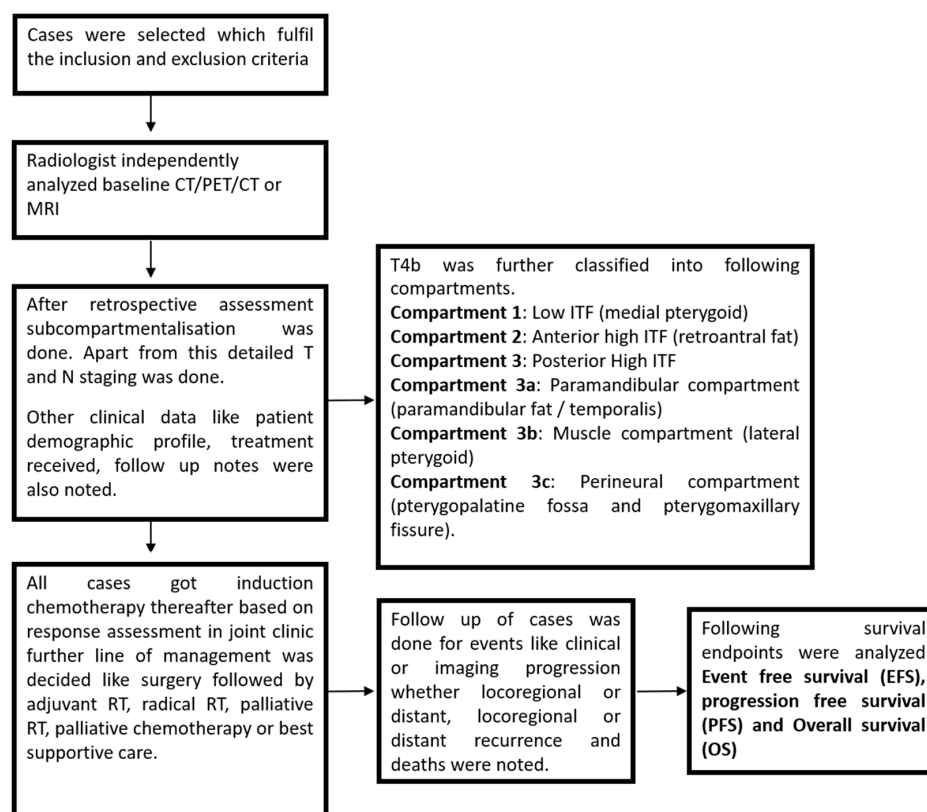 Cases were selected which fulfil
the inclusion and exclusion criteria
Radiologist independently
analyzed baseline CT/PET/CT or
MRI
After retrospective assessment
subcompartmentalisation was
done. Apart from this detailed T
and N staging was done.
Other clinical data like patient
demographic profile, treatment
received, follow up notes were
also noted.
T4b was further classified into following
compartments.
Compartment 1: Low ITF (medial pterygoid)
Compartment 2: Anterior high ITF (retroantral fat)
Compartment 3: Posterior High ITF
Compartment 3a: Paramandibular compartment
(paramandibular fat / temporalis)
Compartment 3b: Muscle compartment (lateral
pterygoid)
Compartment 3c: Perineural compartment
(pterygopalatine fossa and pterygomaxillary
fissure).
All cases got induction
chemotherapy thereafter based on
response assessment in joint clinic
further line of management was
decided like surgery followed by
adjuvant RT, radical RT, palliative
RT, palliative chemotherapy or best
supportive care.
Follow up of cases was
done for events like clinical
or imaging progression
whether locoregional or
distant, locoregional or
distant recurrence and
deaths were noted.
Following survival
endpoints were analyzed
Event free survival (EFS),
progression free survival
(PFS) and Overall survival
(OS)